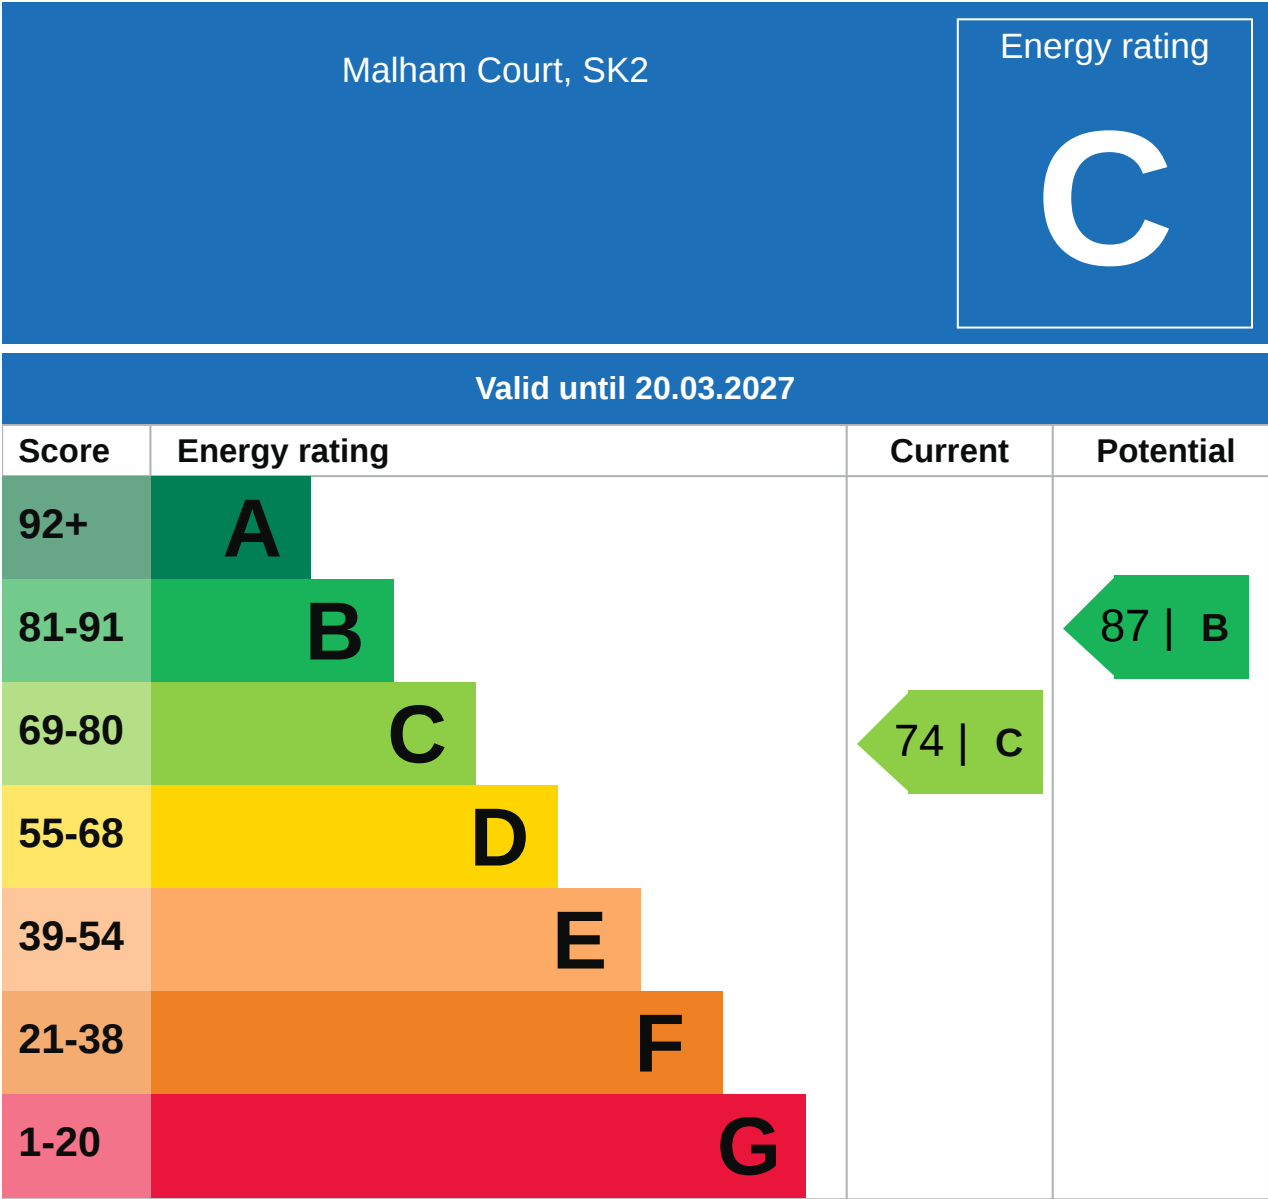 Malham Court, SK2
Energy rating
C
Valid until 20.03.2027
Score Energy rating Current Potential
92+ A
81-91 B 87 | B
69-80 C 74 | C
55-68 D
39-54 E
21-38 F
1-20 G